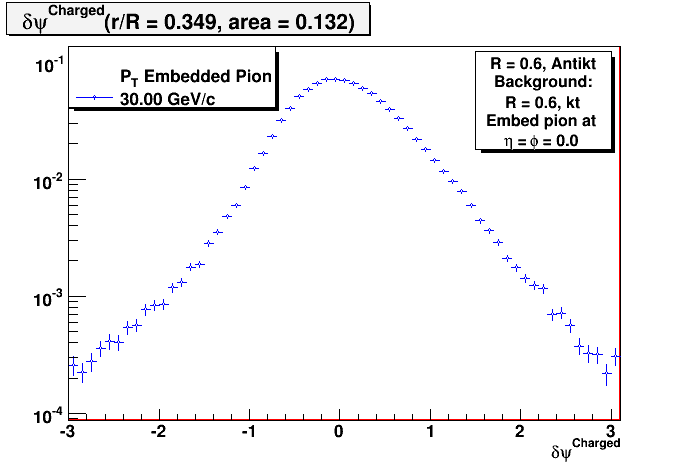 δψ^Charged(r/R = 0.349, area = 0.132)
P_T Embedded Pion
30.00 GeV/c
R = 0.6, Antikt
Background:
R = 0.6, kt
Embed pion at
η = φ = 0.0
10^-1
10^-2
10^-3
10^-4
-3 -2 -1 0 1 2 3
δψ^Charged